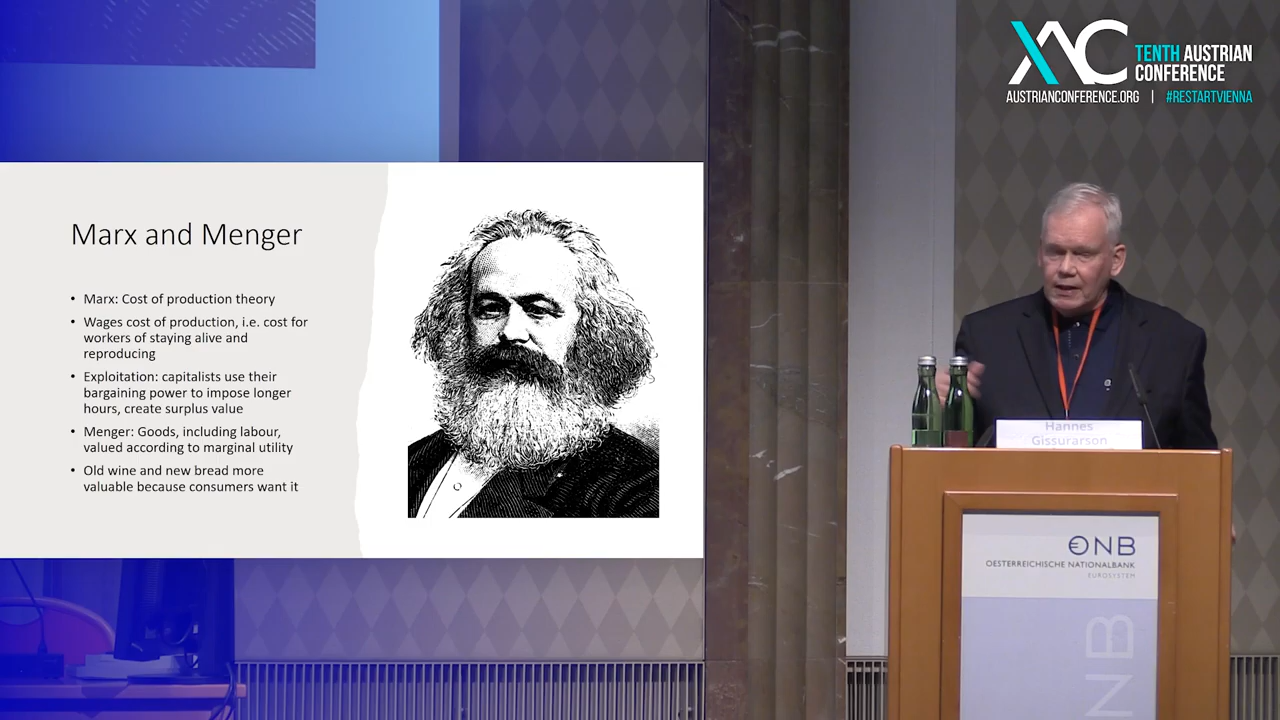 TENTH AUSTRIAN
CONFERENCE
AUSTRIANCONFERENCE.ORG | #RESTARTVIENNA
Marx and Menger
• Marx: Cost of production theory
• Wages cost of production, i.e. cost for
workers of staying alive and
reproducing
• Exploitation: capitalists use their
bargaining power to impose longer
hours, create surplus value
• Menger: Goods, including labour,
valued according to marginal utility
• Old wine and new bread more
valuable because consumers want it
Hannes
Gissurarson
ONB
OESTERREICHISCHE NATIONALBANK
EUROSYSTEM
NB